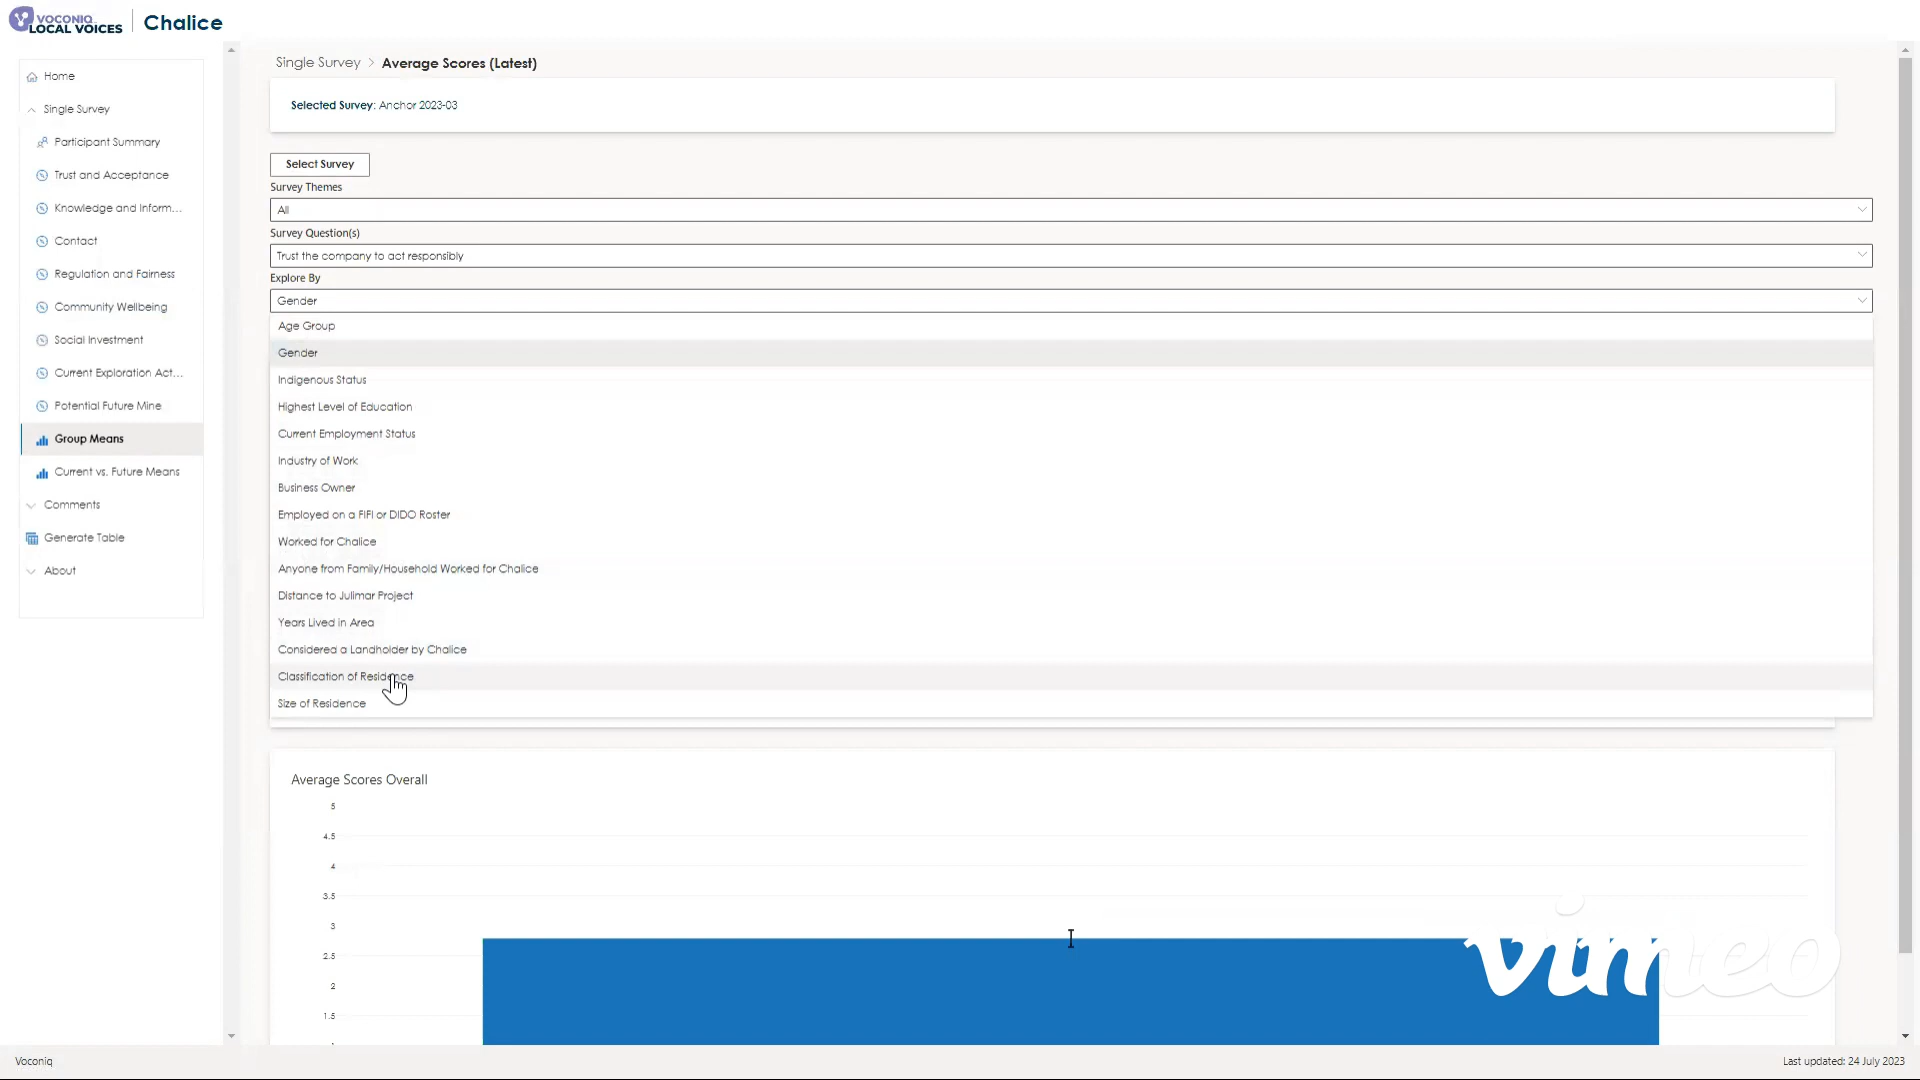 VOCONIQ
LOCAL VOICES
Chalice
Home
Single Survey
Participant Summary
Trust and Acceptance
Knowledge and Inform...
Contact
Regulation and Fairness
Community Wellbeing
Social Investment
Current Exploration Act...
Potential Future Mine
Group Means
Current vs. Future Means
Comments
Generate Table
About
Single Survey > Average Scores (Latest)
Selected Survey: Anchor 2023-03
Select Survey
Survey Themes
All
Survey Question(s)
Trust the company to act responsibly
Explore By
Gender
Age Group
Gender
Indigenous Status
Highest Level of Education
Current Employment Status
Industry of Work
Business Owner
Employed on a FIFI or DIDO Roster
Worked for Chalice
Anyone from Family/Household Worked for Chalice
Distance to Julimar Project
Years Lived in Area
Considered a Landholder by Chalice
Classification of Residence
Size of Residence
Average Scores Overall
5
4.5
4
3.5
3
2.5
2
1.5
vimeo
Voconiq
Last updated: 24 July 2023